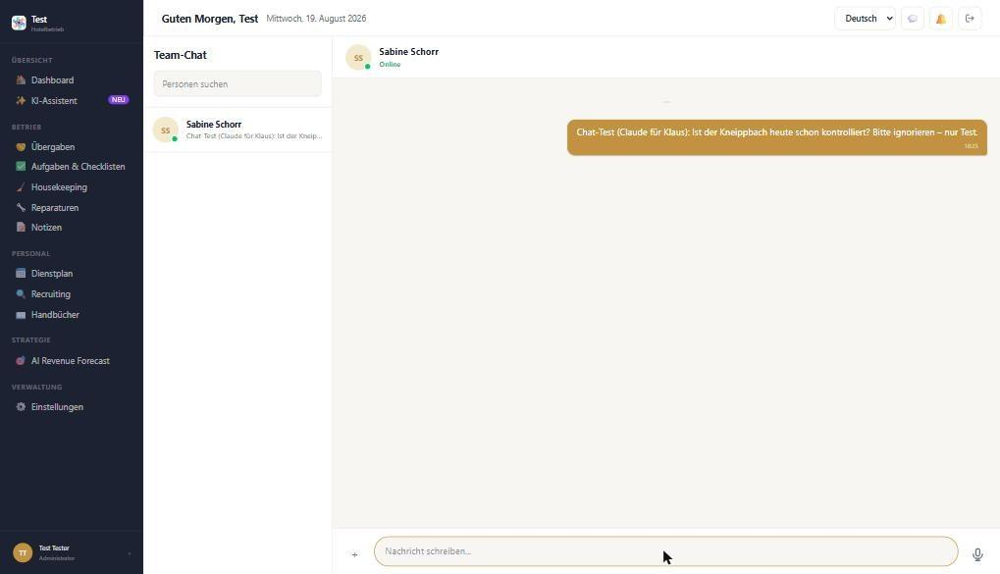 Test
Hotelbetrieb
Guten Morgen, Test
Mittwoch, 19. August 2026
Deutsch
ÜBERSICHT
Dashboard
KI-Assistent
NEU
BETRIEB
Übergaben
Aufgaben & Checklisten
Housekeeping
Reparaturen
Notizen
PERSONAL
Dienstplan
Recruiting
Handbücher
STRATEGIE
AI Revenue Forecast
VERWALTUNG
Einstellungen
TT
Test Tester
Administrator
Team-Chat
Personen suchen
SS
Sabine Schorr
Chat-Test (Claude für Klaus): Ist der Kneip...
SS
Sabine Schorr
Online
Chat-Test (Claude für Klaus): Ist der Kneippbach heute schon kontrolliert? Bitte ignorieren – nur Test.
Nachricht schreiben...